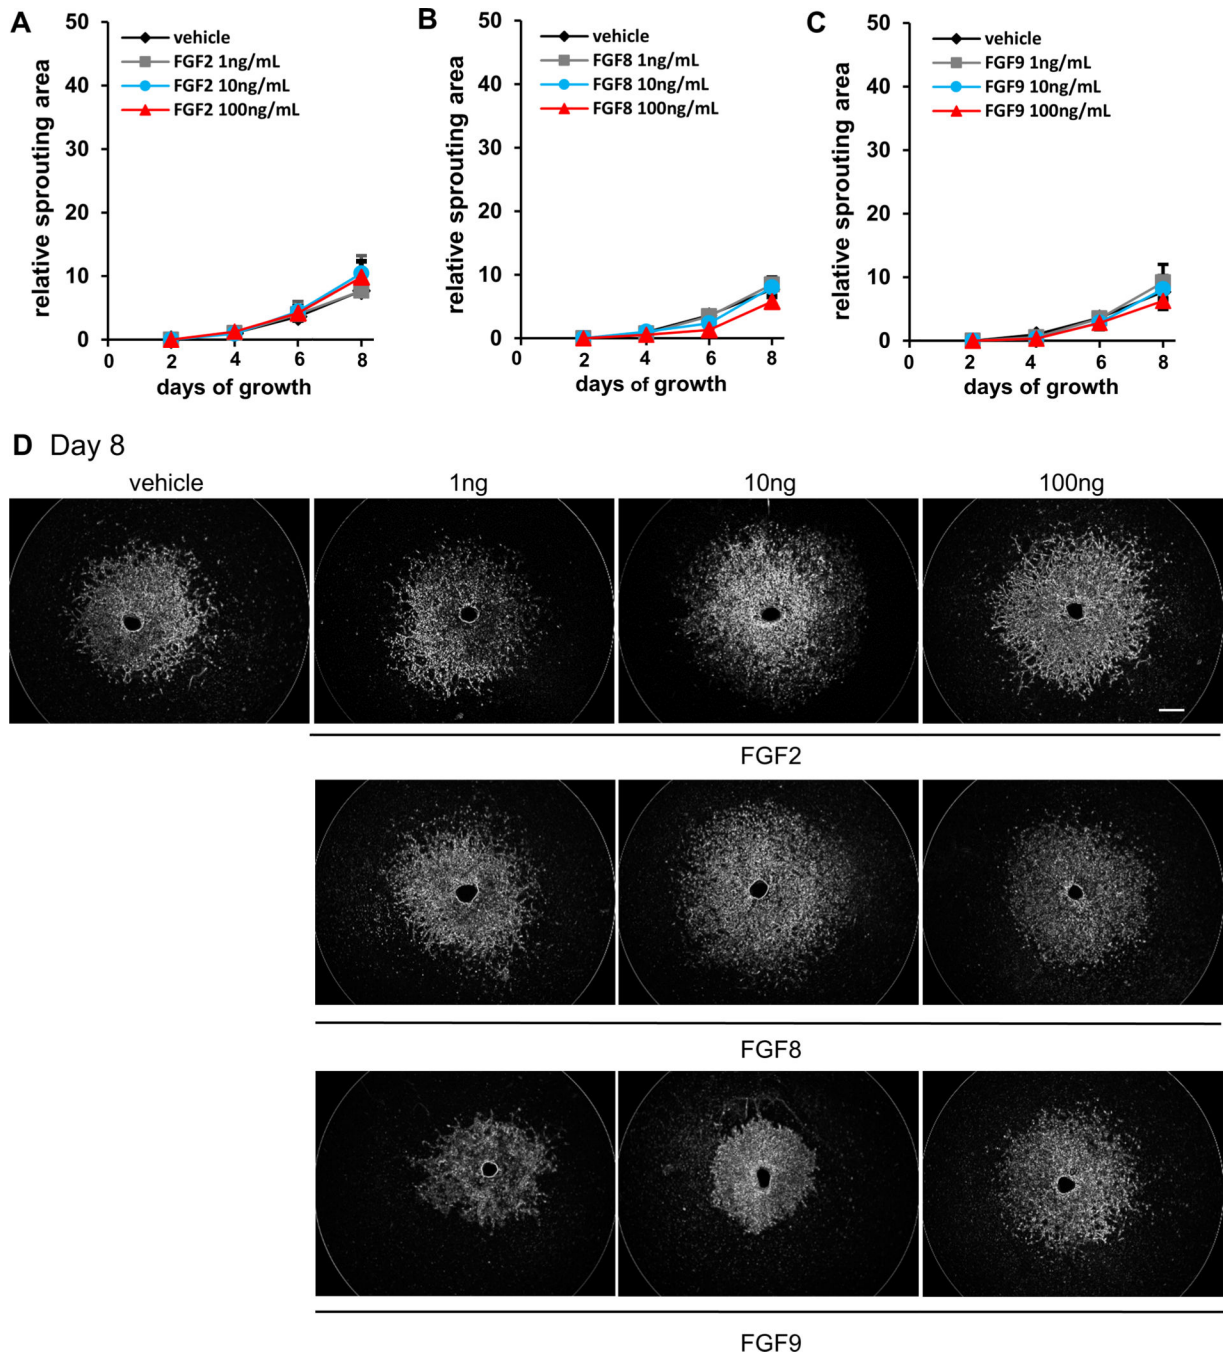 A
50
40
30
20
10
0
relative sprouting area
vehicle
FGF2 1ng/mL
FGF2 10ng/mL
FGF2 100ng/mL
0 2 4 6 8
days of growth
B
50
40
30
20
10
0
relative sprouting area
vehicle
FGF8 1ng/mL
FGF8 10ng/mL
FGF8 100ng/mL
0 2 4 6 8
days of growth
C
50
40
30
20
10
0
relative sprouting area
vehicle
FGF9 1ng/mL
FGF9 10ng/mL
FGF9 100ng/mL
0 2 4 6 8
days of growth
D Day 8
vehicle 1ng 10ng 100ng
FGF2
FGF8
FGF9